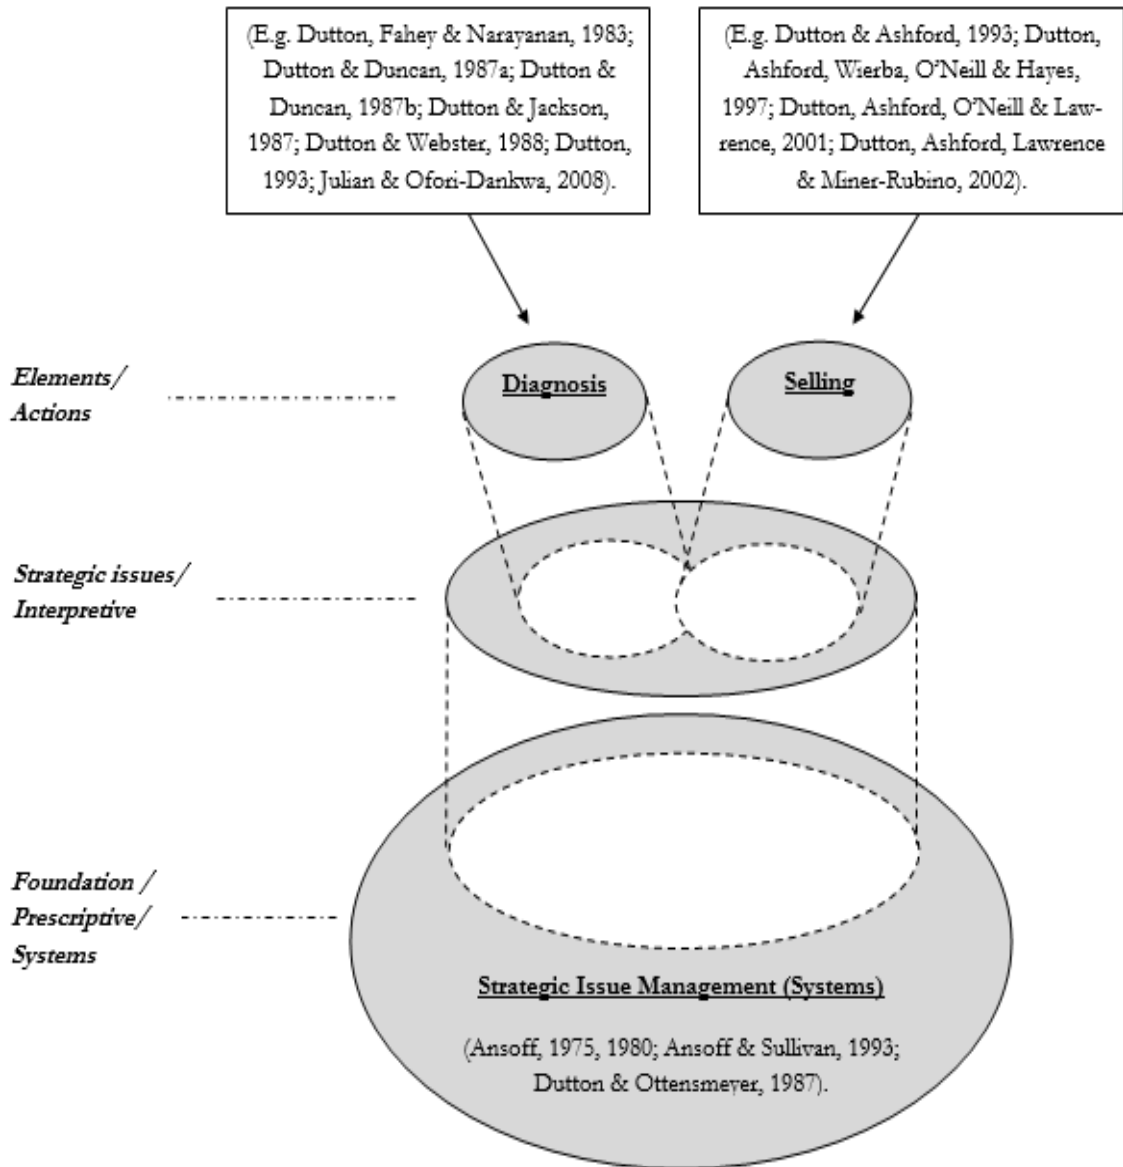 (E.g. Dutton, Fahey & Narayanan, 1983;
Dutton & Duncan, 1987a; Dutton &
Duncan, 1987b; Dutton & Jackson,
1987; Dutton & Webster, 1988; Dutton,
1993; Julian & Ofori-Dankwa, 2008).
(E.g. Dutton & Ashford, 1993; Dutton,
Ashford, Wierba, O’Neill & Hayes,
1997; Dutton, Ashford, O’Neill & Law-
rence, 2001; Dutton, Ashford, Lawrence
& Miner-Rubino, 2002).
Elements/
Actions
Diagnosis
Selling
Strategic issues/
Interpretive
Foundation /
Prescriptive/
Systems
Strategic Issue Management (Systems)
(Ansoff, 1975, 1980; Ansoff & Sullivan, 1993;
Dutton & Ottensmeyer, 1987).